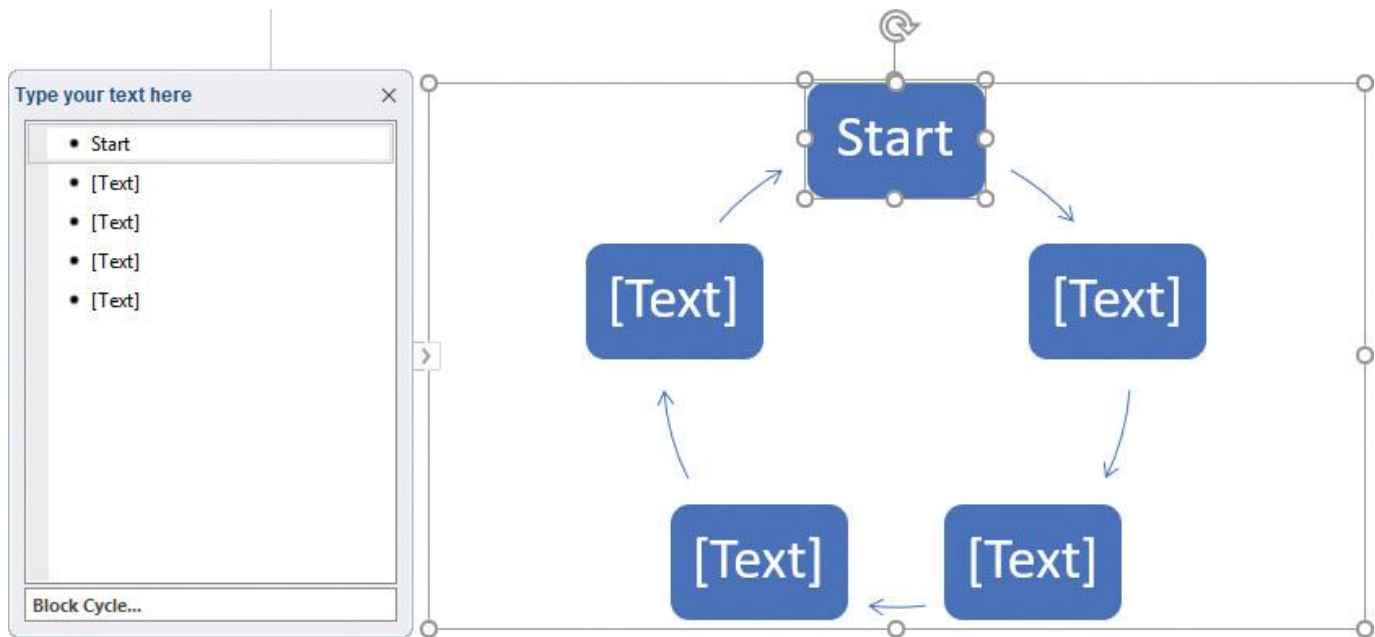 Type your text here
Start
[Text]
[Text]
[Text]
[Text]
Block Cycle...
Start
[Text]
[Text]
[Text]
[Text]